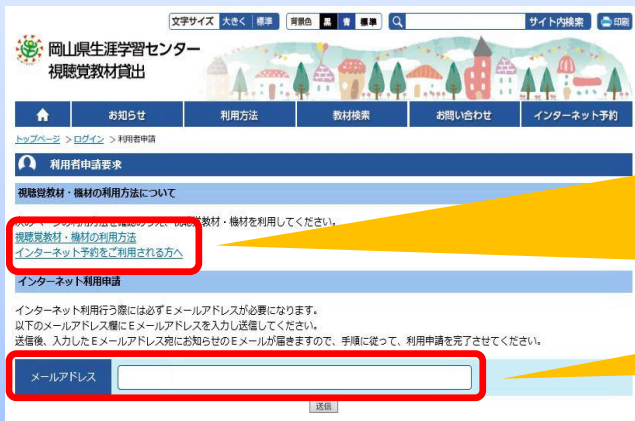 文字サイズ 大きく 標準 背景色 黒 青 標準 サイト内検索 印刷
岡山県生涯学習センター
視聴覚教材貸出
お知らせ 利用方法 教材検索 お問い合わせ インターネット予約
トップページ > ログイン > 利用者申請
利用者申請要求
視聴覚教材・機材の利用方法について
教材・機材を利用してください。
視聴覚教材・機材の利用方法
インターネット予約をご利用される方へ
インターネット利用申請
インターネット利用行う際には必ずEメールアドレスが必要になります。
以下のメールアドレス欄にEメールアドレスを入力し送信してください。
送信後、入力したEメールアドレス宛にお知らせのEメールが届きますので、手順に従って、利用申請を完了させてください。
メールアドレス
送信